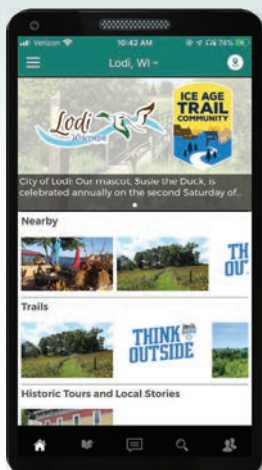 Verizon
10:42 AM
74%
Lodi, WI
Lodi
Wisconsin
ICE AGE
TRAIL
COMMUNITY
City of Lodi: Our mascot, Susie the Duck, is
celebrated annually on the second Saturday of...
Nearby
TH
OUT
Trails
THINK
OUTSIDE
Historic Tours and Local Stories